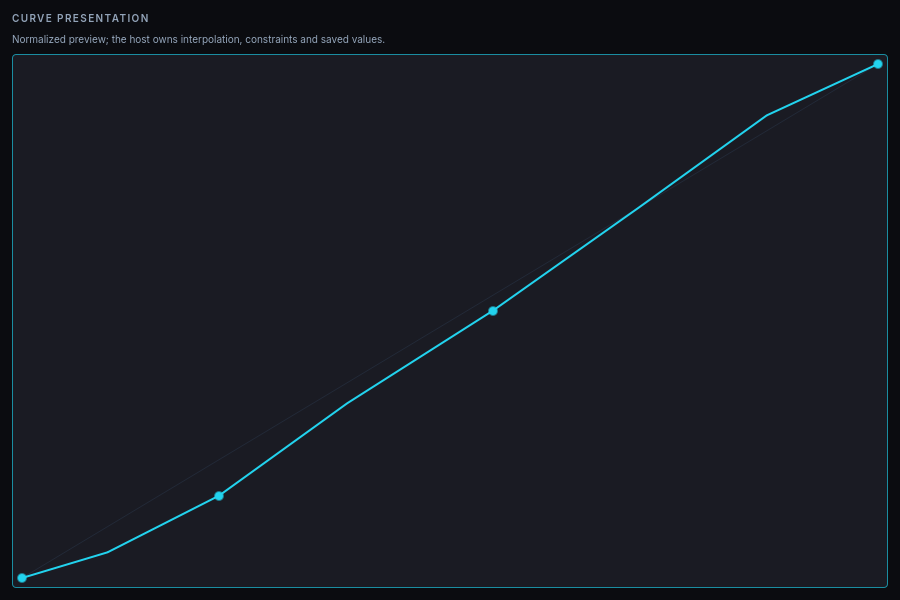 CURVE PRESENTATION
Normalized preview; the host owns interpolation, constraints and saved values.